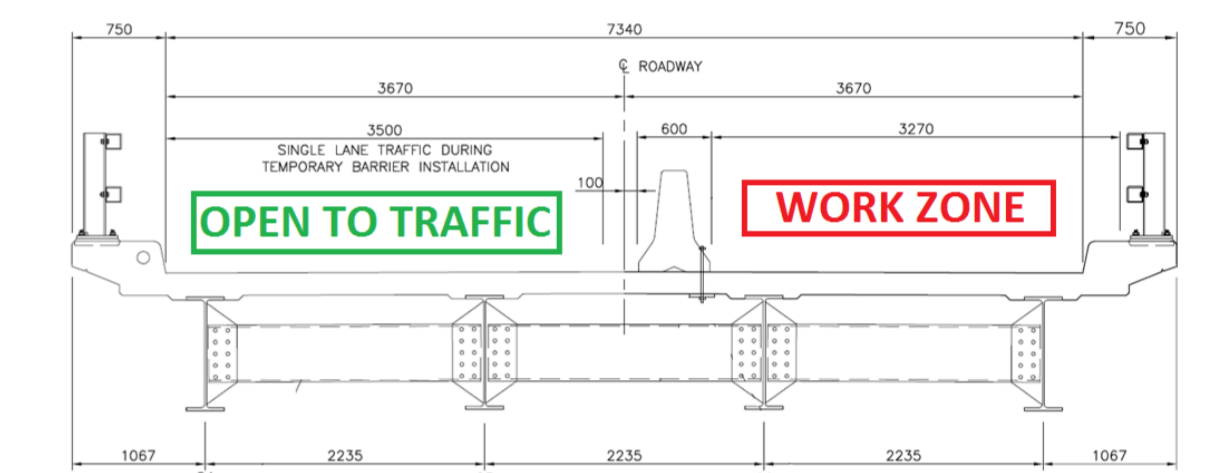 750
7340
750
℄ ROADWAY
3670
3670
3500
600
3270
SINGLE LANE TRAFFIC DURING
TEMPORARY BARRIER INSTALLATION
100
OPEN TO TRAFFIC
WORK ZONE
1067
2235
2235
2235
1067